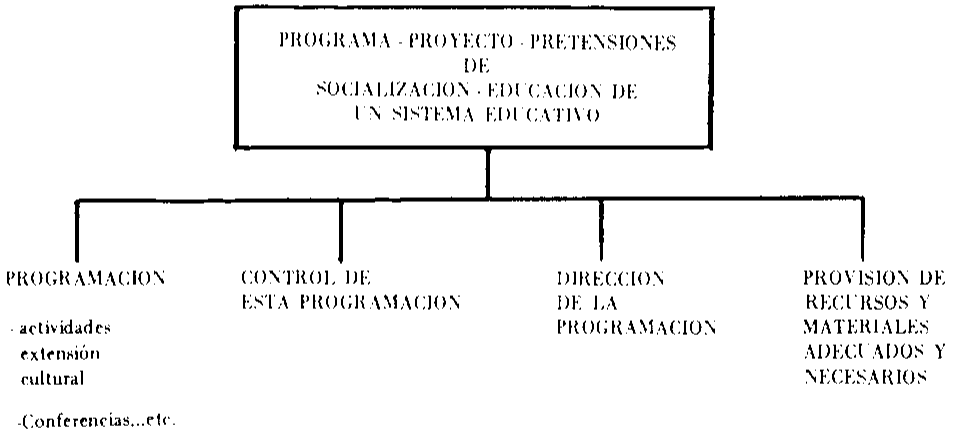 PROGRAMA - PROYECTO - PRETENSIONES
DE
SOCIALIZACION - EDUCACION DE
UN SISTEMA EDUCATIVO
PROGRAMACION
- actividades
extensión
cultural
-Conferencias...etc.
CONTROL DE
ESTA PROGRAMACION
DIRECCION
DE LA
PROGRAMACION
PROVISION DE
RECURSOS Y
MATERIALES
ADECUADOS Y
NECESARIOS